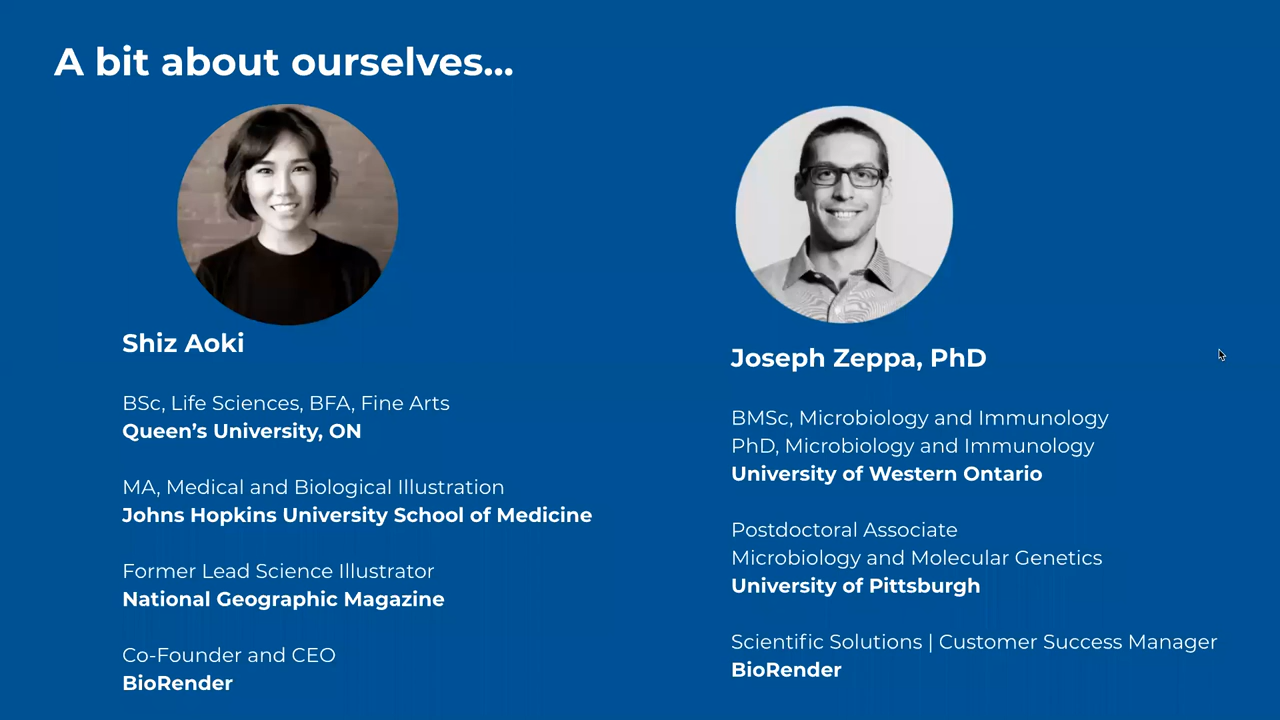 A bit about ourselves...
Shiz Aoki
BSc, Life Sciences, BFA, Fine Arts
Queen’s University, ON
MA, Medical and Biological Illustration
Johns Hopkins University School of Medicine
Former Lead Science Illustrator
National Geographic Magazine
Co-Founder and CEO
BioRender
Joseph Zeppa, PhD
BMSc, Microbiology and Immunology
PhD, Microbiology and Immunology
University of Western Ontario
Postdoctoral Associate
Microbiology and Molecular Genetics
University of Pittsburgh
Scientific Solutions | Customer Success Manager
BioRender